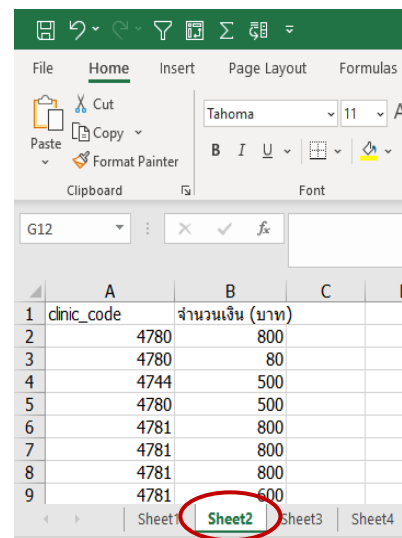 File Home Insert Page Layout Formulas
Cut
Copy
Paste
Format Painter
Clipboard
Tahoma 11 A
B I U
Font
G12 fx
A B C
1 clinic_code จำนวนเงิน (บาท)
2 4780 800
3 4780 80
4 4744 500
5 4780 500
6 4781 800
7 4781 800
8 4781 800
9 4781 600
Sheet1 Sheet2 Sheet3 Sheet4